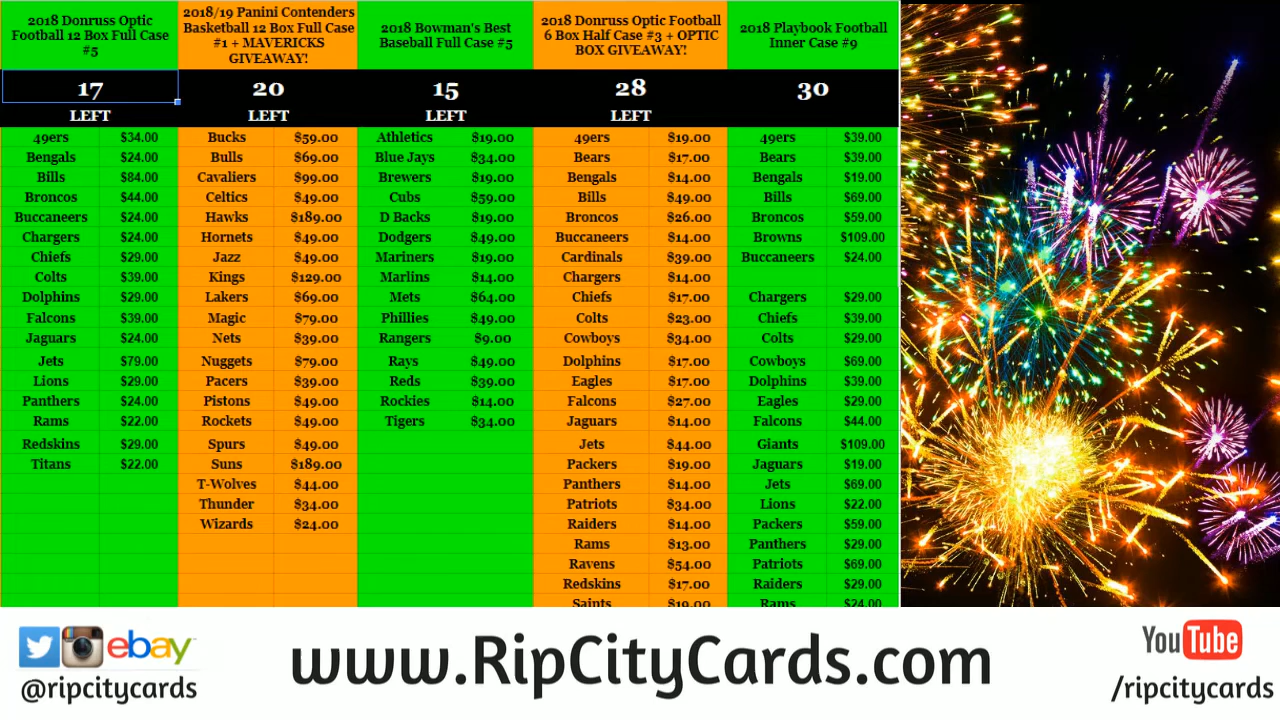 2018 Donruss Optic
Football 12 Box Full Case
#5
2018/19 Panini Contenders
Basketball 12 Box Full Case
#1 + MAVERICKS
GIVEAWAY!
2018 Bowman's Best
Baseball Full Case #5
2018 Donruss Optic Football
6 Box Half Case #3 + OPTIC
BOX GIVEAWAY!
2018 Playbook Football
Inner Case #9
17 20 15 28 30
LEFT LEFT LEFT LEFT
49ers $34.00 Bucks $59.00 Athletics $19.00 49ers $19.00 49ers $39.00
Bengals $24.00 Bulls $69.00 Blue Jays $34.00 Bears $17.00 Bears $39.00
Bills $84.00 Cavaliers $99.00 Brewers $19.00 Bengals $14.00 Bengals $19.00
Broncos $44.00 Celtics $49.00 Cubs $59.00 Bills $49.00 Bills $69.00
Buccaneers $24.00 Hawks $189.00 D Backs $19.00 Broncos $26.00 Broncos $59.00
Chargers $24.00 Hornets $49.00 Dodgers $49.00 Buccaneers $14.00 Browns $109.00
Chiefs $29.00 Jazz $49.00 Mariners $19.00 Cardinals $39.00 Buccaneers $24.00
Colts $39.00 Kings $129.00 Marlins $14.00 Chargers $14.00
Dolphins $29.00 Lakers $69.00 Mets $64.00 Chiefs $17.00 Chargers $29.00
Falcons $39.00 Magic $79.00 Phillies $49.00 Colts $23.00 Chiefs $39.00
Jaguars $24.00 Nets $39.00 Rangers $9.00 Cowboys $34.00 Colts $29.00
Jets $79.00 Nuggets $79.00 Rays $49.00 Dolphins $17.00 Cowboys $69.00
Lions $29.00 Pacers $39.00 Reds $39.00 Eagles $17.00 Dolphins $39.00
Panthers $24.00 Pistons $49.00 Rockies $14.00 Falcons $27.00 Eagles $29.00
Rams $22.00 Rockets $49.00 Tigers $34.00 Jaguars $14.00 Falcons $44.00
Redskins $29.00 Spurs $49.00 Jets $44.00 Giants $109.00
Titans $22.00 Suns $189.00 Packers $19.00 Jaguars $19.00
T-Wolves $44.00 Panthers $14.00 Jets $69.00
Thunder $34.00 Patriots $34.00 Lions $22.00
Wizards $24.00 Raiders $14.00 Packers $59.00
Rams $13.00 Panthers $29.00
Ravens $54.00 Patriots $69.00
Redskins $17.00 Raiders $29.00
Saints $19.00 Rams $24.00
ebay
@ripcitycards
www.RipCityCards.com
YouTube
/ripcitycards